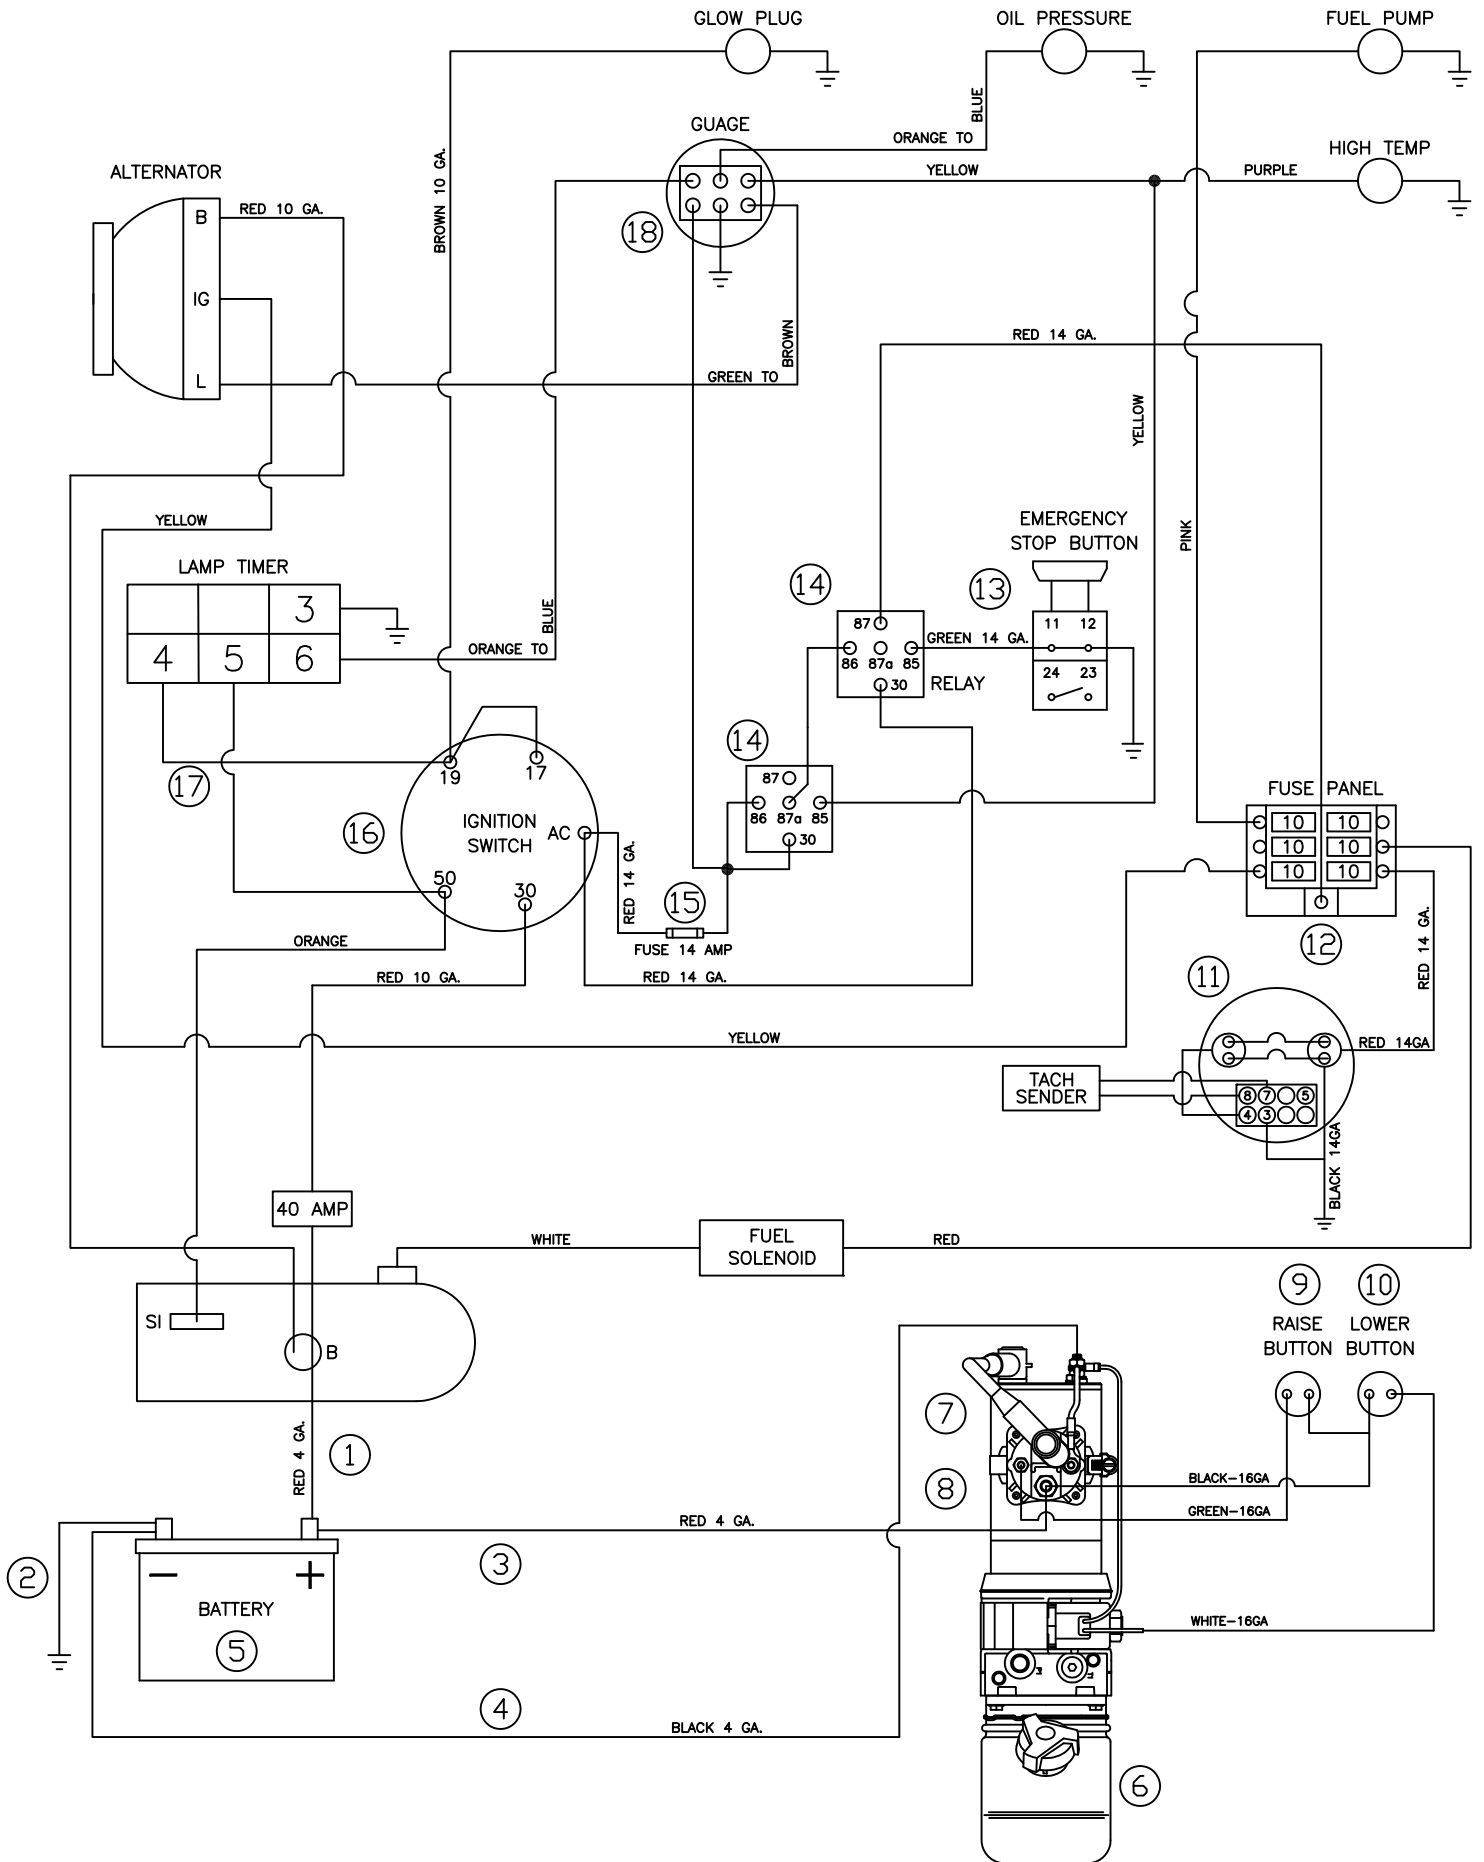 GLOW PLUG
OIL PRESSURE
FUEL PUMP
BLUE
GUAGE
ORANGE TO
HIGH TEMP
ALTERNATOR
BROWN 10 GA.
YELLOW
PURPLE
B
RED 10 GA.
18
IG
BROWN
RED 14 GA.
L
GREEN TO
YELLOW
YELLOW
PINK
EMERGENCY
STOP BUTTON
LAMP TIMER
14
13
3
BLUE
87
11 12
GREEN 14 GA.
4 5 6
ORANGE TO
86 87a 85
24 23
30
RELAY
14
17
19
17
87
FUSE PANEL
16
IGNITION
SWITCH
AC
86 87a 85
10 10
30
10 10
10 10
50
30
RED 14 GA.
15
FUSE 14 AMP
12
ORANGE
RED 10 GA.
RED 14 GA.
11
RED 14 GA.
YELLOW
RED 14GA
TACH
SENDER
8 7 5
4 3
BLACK 14GA
40 AMP
WHITE
FUEL
SOLENOID
RED
9
10
SI
RAISE
BUTTON
LOWER
BUTTON
B
7
RED 4 GA.
1
8
BLACK-16GA
GREEN-16GA
RED 4 GA.
2
3
− +
BATTERY
WHITE-16GA
5
4
BLACK 4 GA.
6